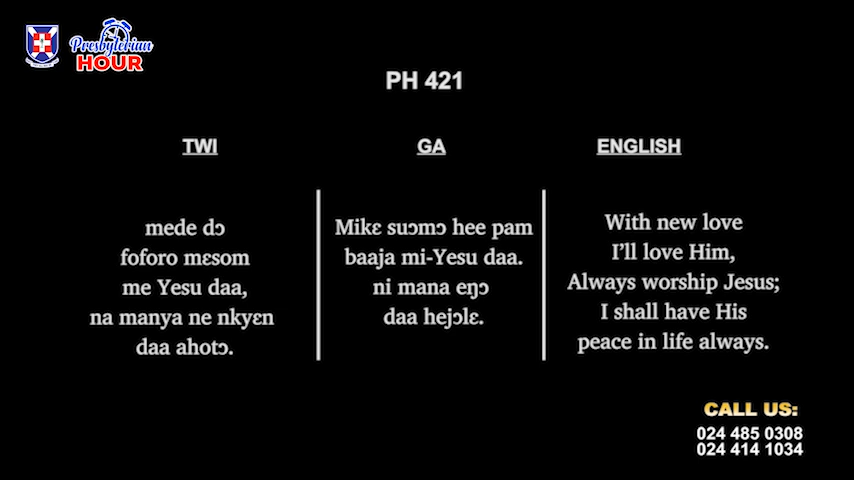 Presbyterian
HOUR
PH 421
TWI
mede dɔ
foforo mɛsom
me Yesu daa,
na manya ne nkyɛn
daa ahotɔ.
GA
Mikɛ suɔmɔ hee pam
baaja mi-Yesu daa.
ni mana eŋɔ
daa hejɔlɛ.
ENGLISH
With new love
I'll love Him,
Always worship Jesus;
I shall have His
peace in life always.
CALL US:
024 485 0308
024 414 1034